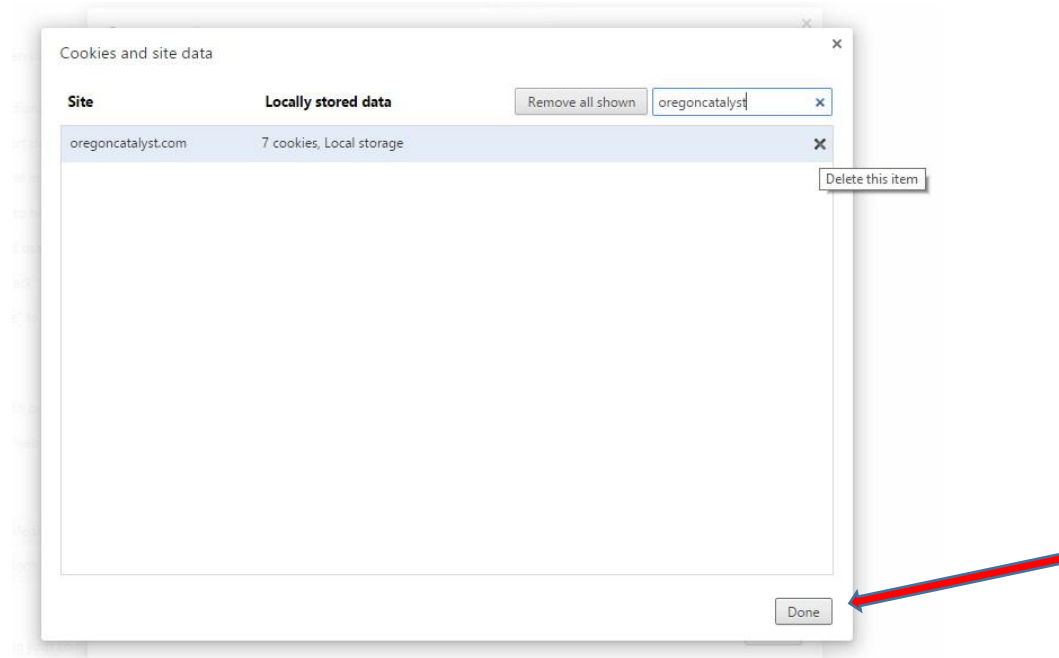 Cookies and site data
Site Locally stored data Remove all shown oregoncatalyst
oregoncatalyst.com 7 cookies, Local storage
Delete this item
Done